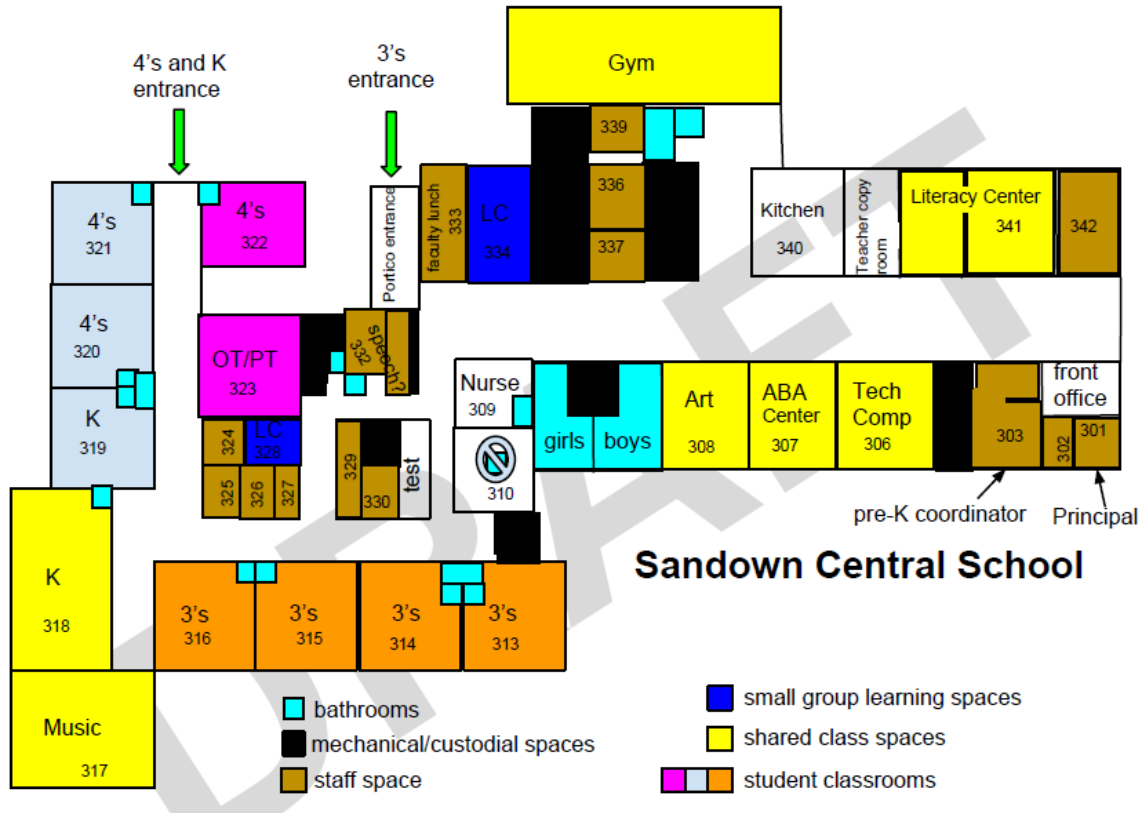 Gym
4's and K
entrance
3's
entrance
339
336
337
4's
321
4's
322
Portico entrance
faculty lunch
333
LC
334
Kitchen
340
Teacher copy
room
Literacy Center
341
342
4's
320
OT/PT
323
332
speech?
K
319
324
LC
328
325
326
327
329
330
test
Nurse
309
310
girls
boys
Art
308
ABA
Center
307
Tech
Comp
306
303
front
office
302
301
pre-K coordinator
Principal
Sandown Central School
K
318
3's
316
3's
315
3's
314
3's
313
Music
317
bathrooms
mechanical/custodial spaces
staff space
small group learning spaces
shared class spaces
student classrooms
DRAFT